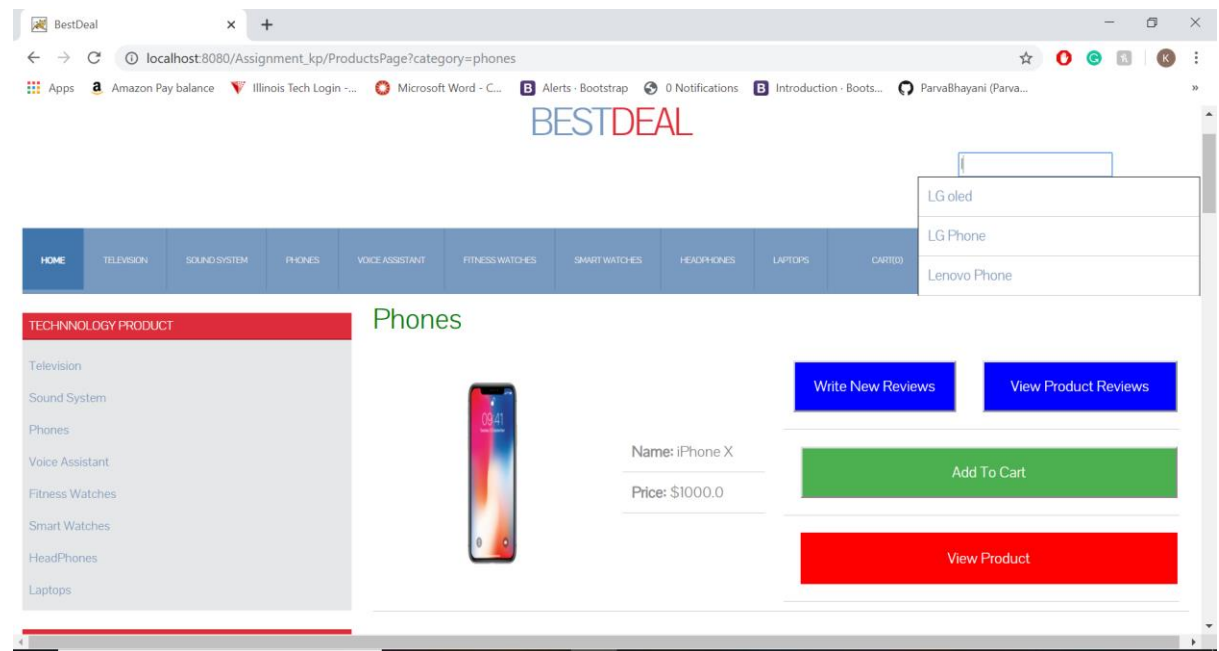 BestDeal
localhost:8080/Assignment_kp/ProductsPage?category=phones
Apps Amazon Pay balance Illinois Tech Login -... Microsoft Word - C... Alerts · Bootstrap 0 Notifications Introduction · Boots... ParvaBhayani (Parva... »
BESTDEAL
l
LG oled
LG Phone
Lenovo Phone
HOME TELEVISION SOUND SYSTEM PHONES VOICE ASSISTANT FITNESS WATCHES SMART WATCHES HEADPHONES LAPTOPS CART(0)
TECHNNOLOGY PRODUCT
Television
Sound System
Phones
Voice Assistant
Fitness Watches
Smart Watches
HeadPhones
Laptops
Phones
09:41
Name: iPhone X
Price: $1000.0
Write New Reviews View Product Reviews
Add To Cart
View Product